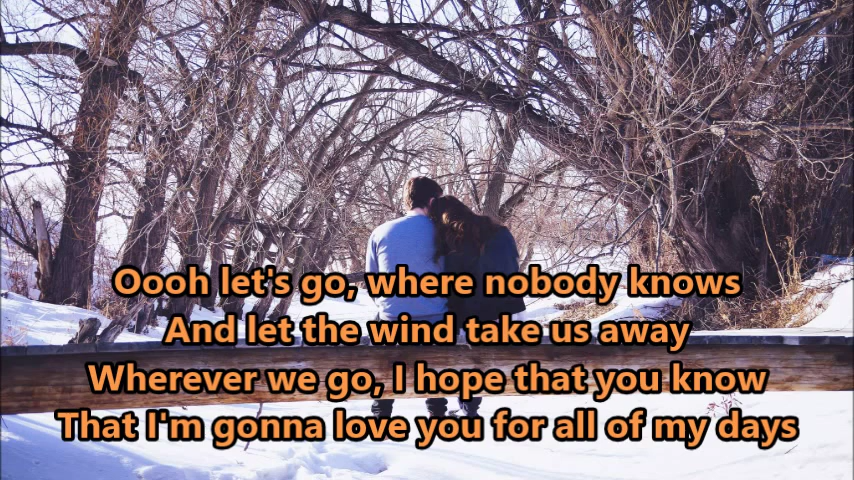 Oooh let's go, where nobody knows
And let the wind take us away
Wherever we go, I hope that you know
That I'm gonna love you for all of my days